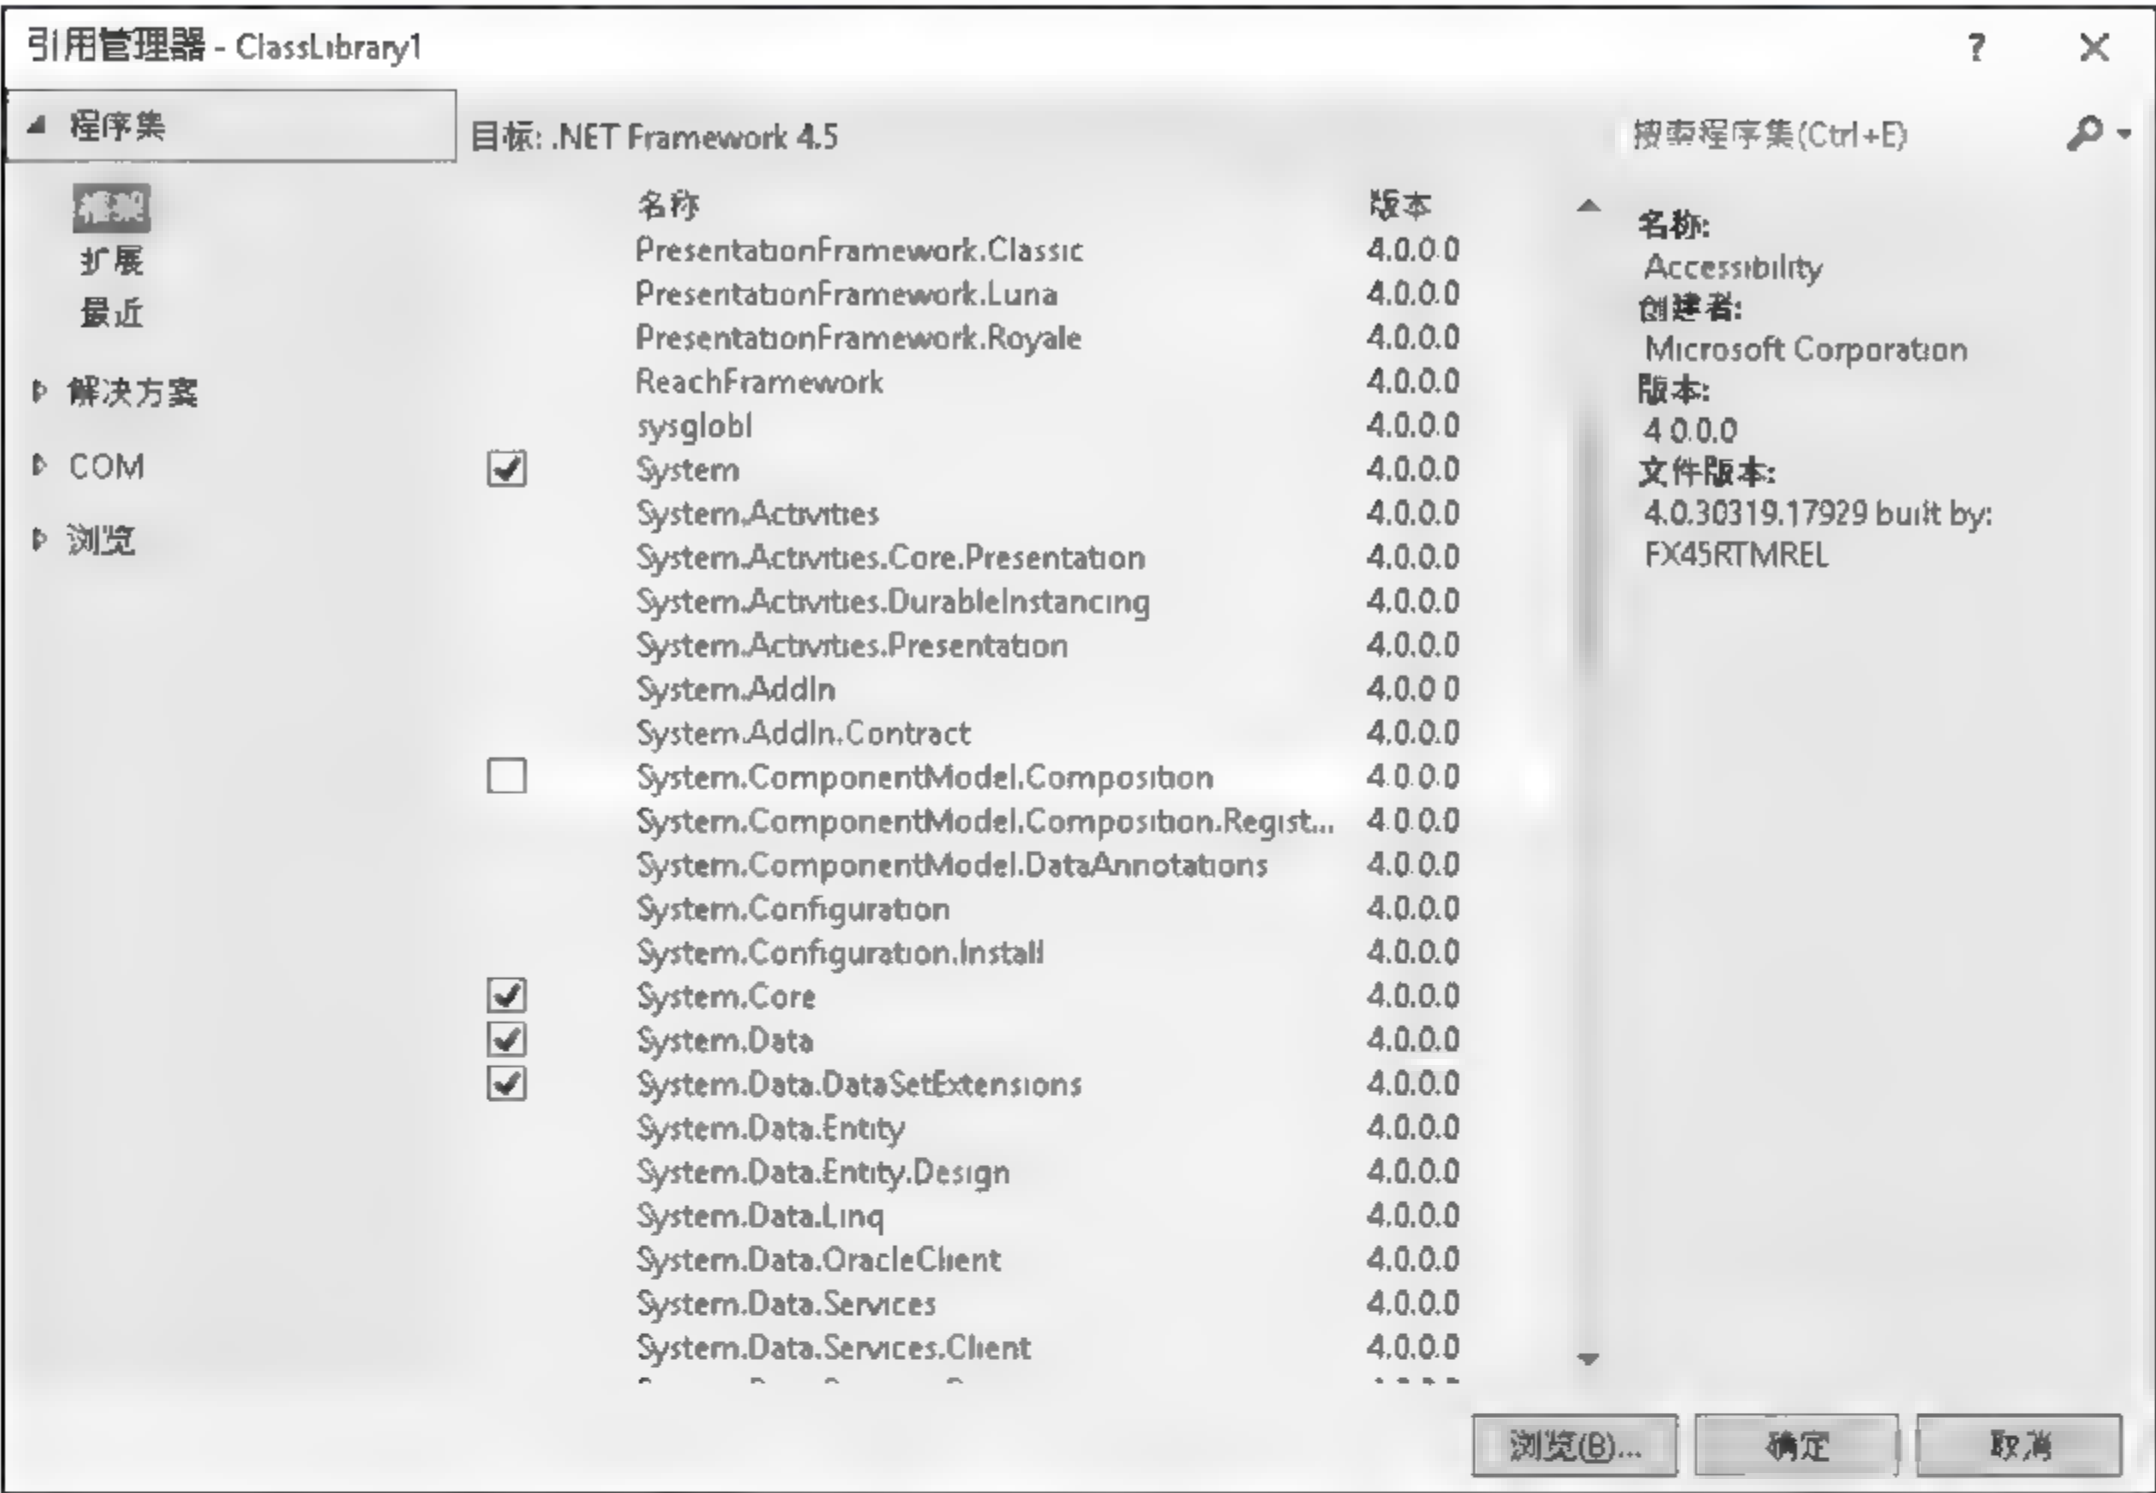 引用管理器 - ClassLibrary1
程序集
框架
扩展
最近
解决方案
COM
浏览
目标: .NET Framework 4.5
搜索程序集(Ctrl+E)
名称 版本
PresentationFramework.Classic 4.0.0.0
PresentationFramework.Luna 4.0.0.0
PresentationFramework.Royale 4.0.0.0
ReachFramework 4.0.0.0
sysglobl 4.0.0.0
System 4.0.0.0
System.Activities 4.0.0.0
System.Activities.Core.Presentation 4.0.0.0
System.Activities.DurableInstancing 4.0.0.0
System.Activities.Presentation 4.0.0.0
System.AddIn 4.0.0.0
System.AddIn.Contract 4.0.0.0
System.ComponentModel.Composition 4.0.0.0
System.ComponentModel.Composition.Regist... 4.0.0.0
System.ComponentModel.DataAnnotations 4.0.0.0
System.Configuration 4.0.0.0
System.Configuration.Install 4.0.0.0
System.Core 4.0.0.0
System.Data 4.0.0.0
System.Data.DataSetExtensions 4.0.0.0
System.Data.Entity 4.0.0.0
System.Data.Entity.Design 4.0.0.0
System.Data.Linq 4.0.0.0
System.Data.OracleClient 4.0.0.0
System.Data.Services 4.0.0.0
System.Data.Services.Client 4.0.0.0
名称:
Accessibility
创建者:
Microsoft Corporation
版本:
4.0.0.0
文件版本:
4.0.30319.17929 built by:
FX45RTMREL
浏览(B)... 确定 取消